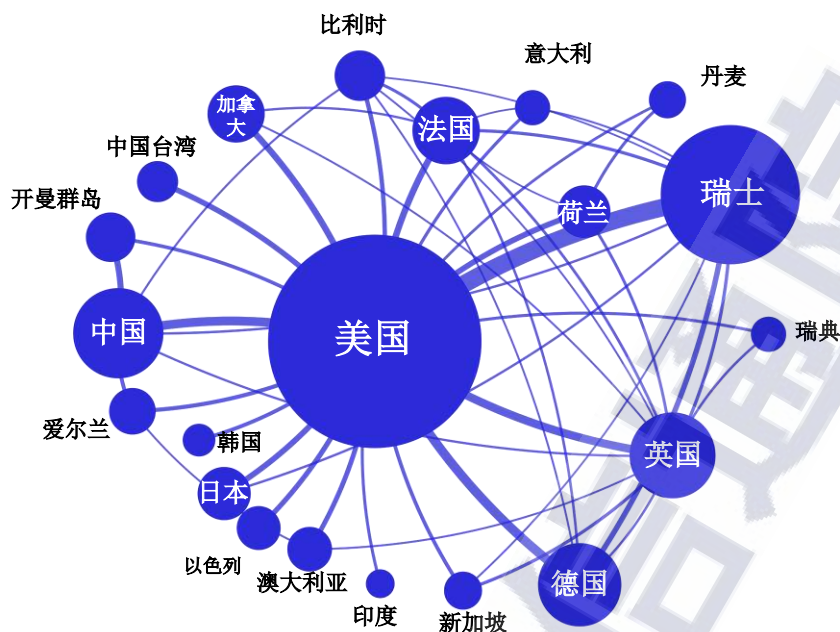 比利时
意大利
丹麦
加拿
大
法国
中国台湾
瑞士
开曼群岛
荷兰
中国
美国
瑞典
爱尔兰
韩国
英国
日本
以色列
澳大利亚
德国
印度
新加坡